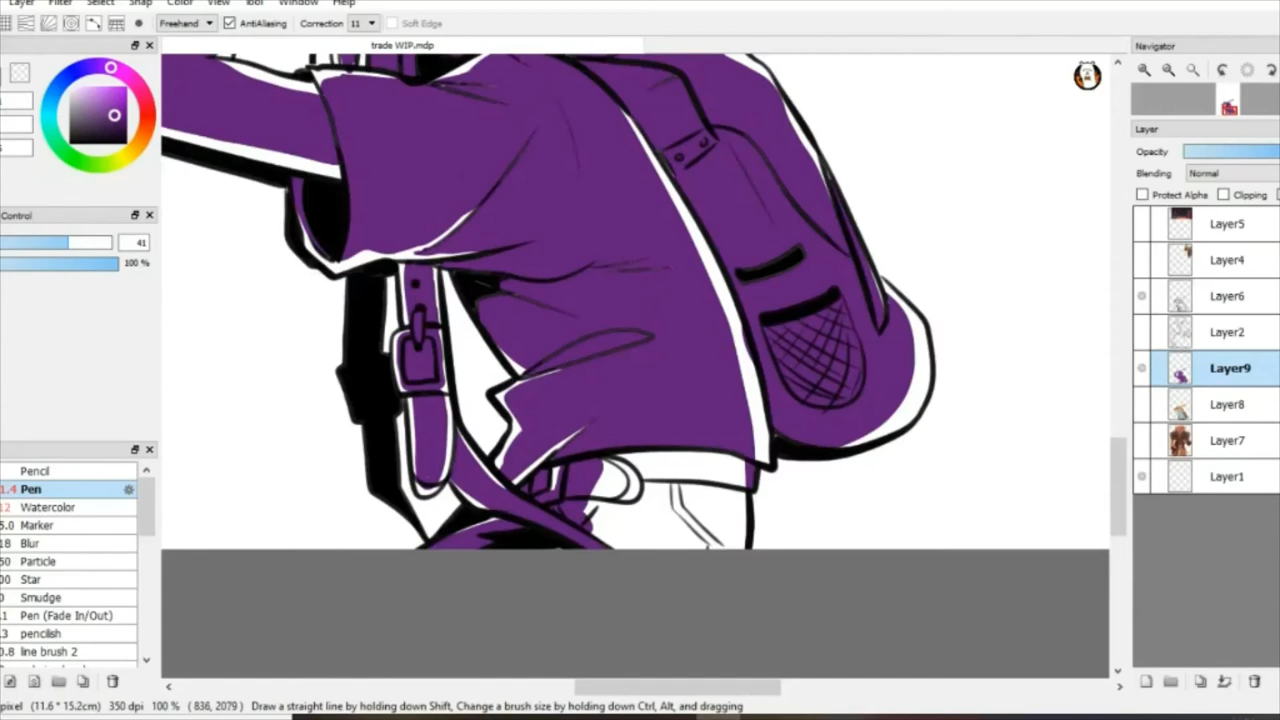 Layer Filter Select Snap Color View Tool Window Help
Freehand AntiAliasing Correction 11 Soft Edge
trade WIP.mdp
Navigator
Layer
Opacity
Blending Normal
Protect Alpha Clipping
Control
41
100 %
Layer5
Layer4
Layer6
Layer2
Layer9
Layer8
Layer7
Layer1
Pencil
1.4 Pen
12 Watercolor
5.0 Marker
18 Blur
50 Particle
00 Star
0 Smudge
.1 Pen (Fade In/Out)
.3 pencilish
0.8 line brush 2
pixel (11.6 * 15.2cm) 350 dpi 100 % ( 836, 2079 ) Draw a straight line by holding down Shift, Change a brush size by holding down Ctrl, Alt, and dragging